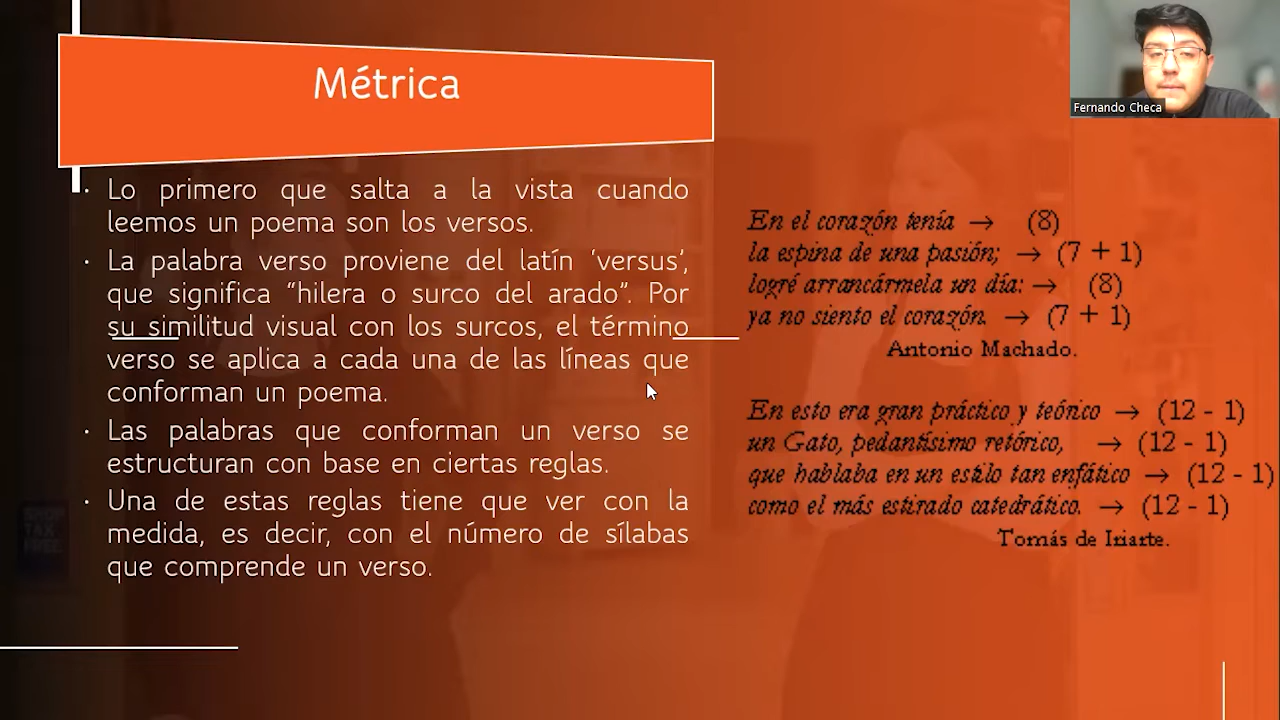 Métrica
Fernando Checa
· Lo primero que salta a la vista cuando
leemos un poema son los versos.
· La palabra verso proviene del latín ‘versus’,
que significa “hilera o surco del arado”. Por
su similitud visual con los surcos, el término
verso se aplica a cada una de las líneas que
conforman un poema.
· Las palabras que conforman un verso se
estructuran con base en ciertas reglas.
· Una de estas reglas tiene que ver con la
medida, es decir, con el número de sílabas
que comprende un verso.
En el corazón tenía → (8)
la espina de una pasión; → (7 + 1)
logré arrancármela un día: → (8)
ya no siento el corazón. → (7 + 1)
Antonio Machado.
En esto era gran práctico y teórico → (12 - 1)
un Gato, pedantísimo retórico, → (12 - 1)
que hablaba en un estilo tan enfático → (12 - 1)
como el más estirado catedrático. → (12 - 1)
Tomás de Iriarte.